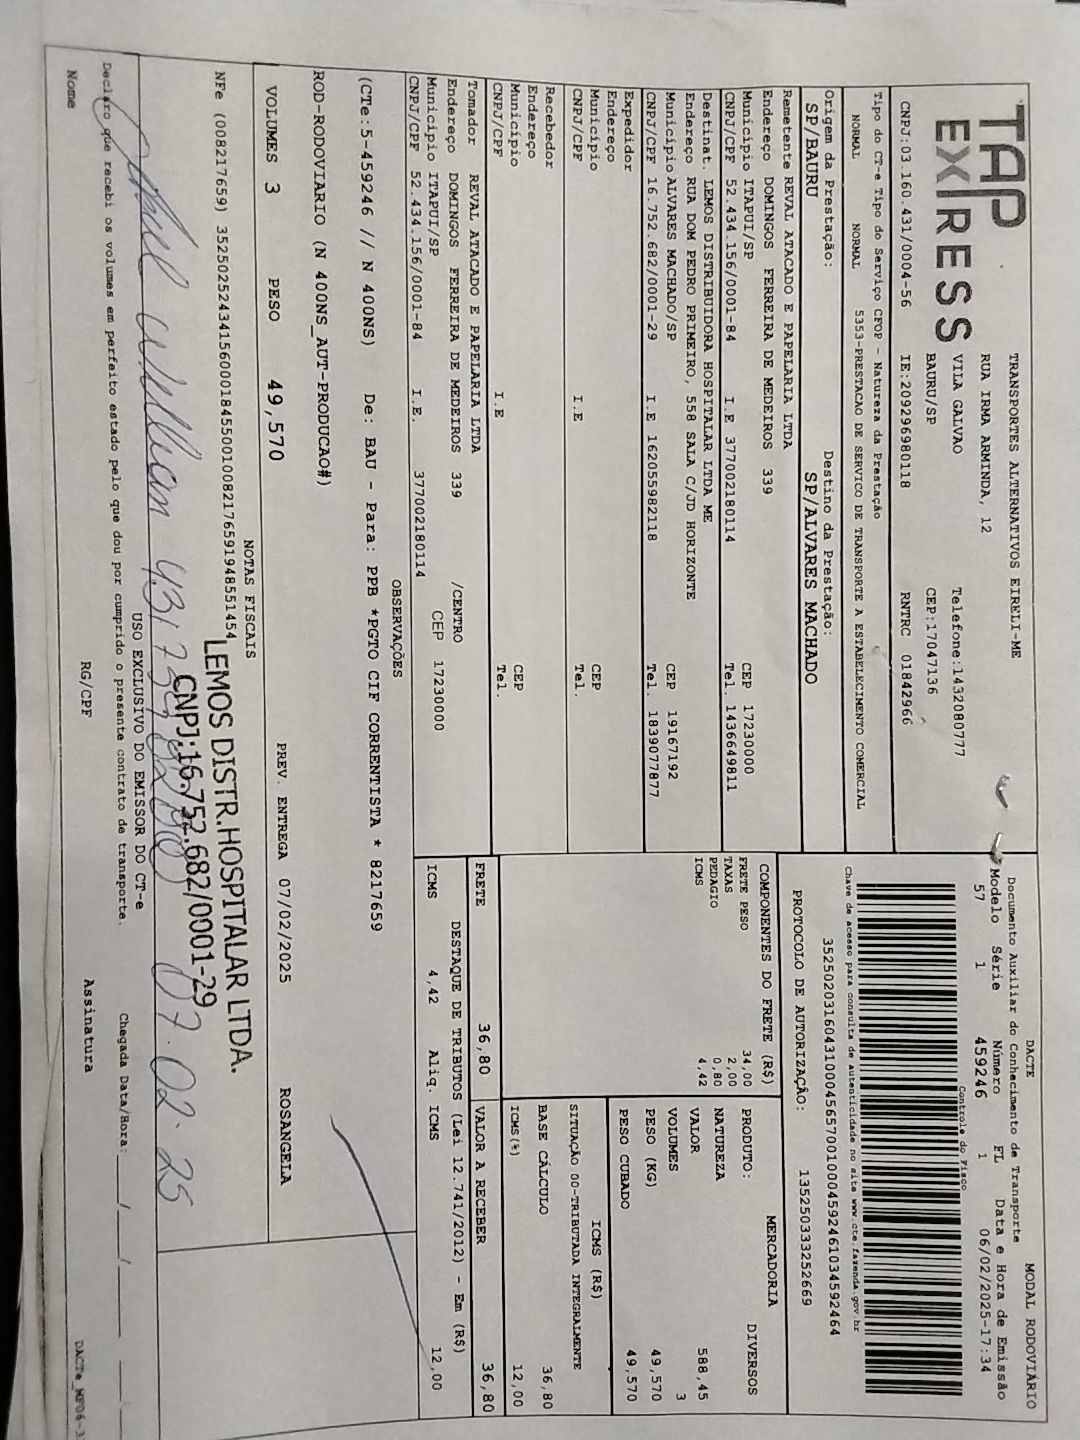 TAP EXPRESS
TRANSPORTES ALTERNATIVOS EIRELI-ME
RUA IRMA ARMINDA, 12
VILA GALVAO Telefone:1432080777
BAURU/SP CEP:17047136
CNPJ:03.160.431/0004-56 IE:209296980118 RNTRC 01842966
DACTE MODAL RODOVIÁRIO
Documento Auxiliar do Conhecimento de Transporte
Modelo Série Número FL Data e Hora de Emissão
57 1 459246 1 06/02/2025-17:34
Controle do Fisco
Chave de acesso para consulta de autenticidade no site www.cte.fazenda.gov.br
35250203160431000456570010004592461034592464
PROTOCOLO DE AUTORIZAÇÃO: 135250333252669
Tipo do CT-e Tipo do Serviço CFOP - Natureza da Prestação
NORMAL NORMAL 5353-PRESTACAO DE SERVICO DE TRANSPORTE A ESTABELECIMENTO COMERCIAL
Origem da Prestação: Destino da Prestação:
SP/BAURU SP/ALVARES MACHADO
Remetente REVAL ATACADO E PAPELARIA LTDA
Endereço DOMINGOS FERREIRA DE MEDEIROS 339
Município ITAPUI/SP CEP 17230000
CNPJ/CPF 52.434.156/0001-84 I.E 377002180114 Tel. 1436649811
Destinat. LEMOS DISTRIBUIDORA HOSPITALAR LTDA ME
Endereço RUA DOM PEDRO PRIMEIRO, 558 SALA C/JD HORIZONTE
Município ALVARES MACHADO/SP CEP 19167192
CNPJ/CPF 16.752.682/0001-29 I.E 162055982118 Tel. 183907787​7
Expedidor
Endereço
Município CEP
CNPJ/CPF I.E Tel.
Recebedor
Endereço
Município CEP
CNPJ/CPF I.E Tel.
Tomador REVAL ATACADO E PAPELARIA LTDA
Endereço DOMINGOS FERREIRA DE MEDEIROS 339 /CENTRO
Município ITAPUI/SP CEP 17230000
CNPJ/CPF 52.434.156/0001-84 I.E. 377002180114
COMPONENTES DO FRETE (R$)
FRETE PESO 34,00
TAXAS 2,00
PEDAGIO 0,80
ICMS 4,42
MERCADORIA
PRODUTO: DIVERSOS
NATUREZA
VALOR 588,45
VOLUMES 3
PESO (KG) 49,570
PESO CUBADO 49,570
ICMS (R$)
SITUAÇÃO 00-TRIBUTADA INTEGRALMENTE
BASE CÁLCULO 36,80
ICMS(%) 12,00
FRETE 36,80 VALOR A RECEBER 36,80
DESTAQUE DE TRIBUTOS (Lei 12.741/2012) - Em (R$)
ICMS 4,42 Aliq. ICMS 12,00
OBSERVAÇÕES
(CTe:5-459246 // N 400NS) De: BAU - Para: PPB *PGTO CIF CORRENTISTA * 8217659
ROD-RODOVIARIO (N 400NS_AUT-PRODUCAO#)
VOLUMES 3 PESO 49,570 PREV. ENTREGA 07/02/2025 ROSANGELA
NOTAS FISCAIS
NFe (008217659) 35250252434156000184550010082176591948551454
LEMOS DISTR.HOSPITALAR LTDA.
CNPJ:16.752.682/0001-29
07.02.25
USO EXCLUSIVO DO EMISSOR DO CT-e
Declaro que recebi os volumes em perfeito estado pelo que dou por cumprido o presente contrato de transporte. Chegada Data/Hora: ___/___/___
Nome RG/CPF Assinatura